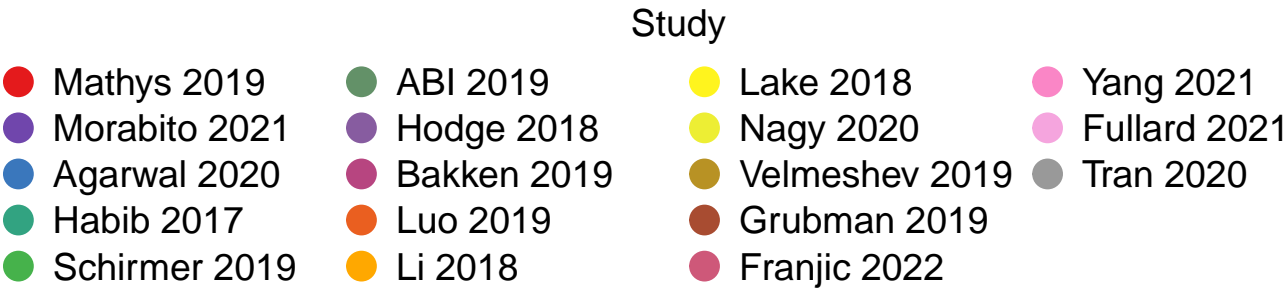 Study
Mathys 2019
Morabito 2021
Agarwal 2020
Habib 2017
Schirmer 2019
ABI 2019
Hodge 2018
Bakken 2019
Luo 2019
Li 2018
Lake 2018
Nagy 2020
Velmeshev 2019
Grubman 2019
Franjic 2022
Yang 2021
Fullard 2021
Tran 2020